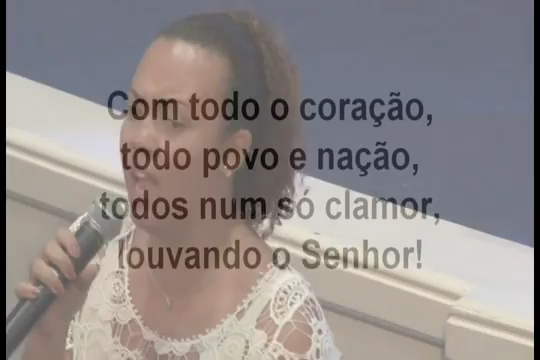 Com todo o coração,
todo povo e nação,
todos num só clamor,
louvando o Senhor!